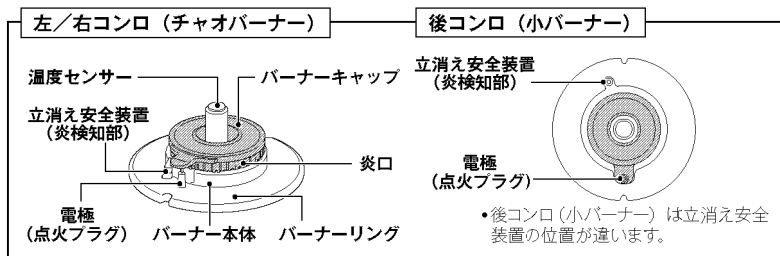 左／右コンロ（チャオバーナー）
温度センサー
バーナーキャップ
立消え安全装置
（炎検知部）
炎口
電極
（点火プラグ）
バーナー本体
バーナーリング
後コンロ（小バーナー）
立消え安全装置
（炎検知部）
電極
（点火プラグ）
•後コンロ（小バーナー）は立消え安全
装置の位置が違います。